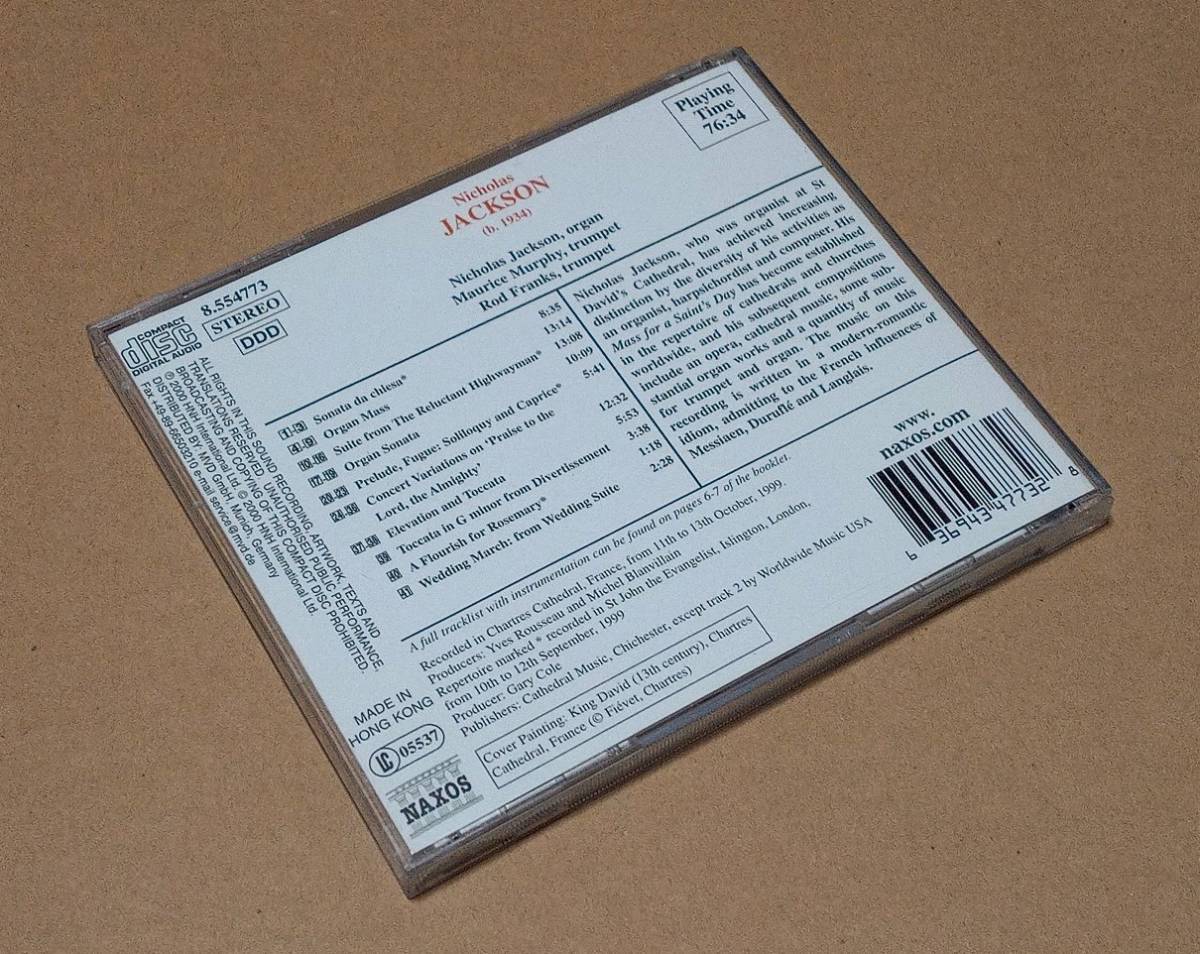 Playing
Time
76:34
Nicholas
JACKSON
(b. 1934)
Nicholas Jackson, organ
Maurice Murphy, trumpet
Rod Franks, trumpet
8.554773
STEREO
DDD
COMPACT
disc
DIGITAL AUDIO
1-3 Sonata da chiesa* 8:35
4-9 Organ Mass 13:14
Suite from The Reluctant Highwayman* 13:08
17-19 Organ Sonata 10:09
20-23 Prelude, Fugue: Soliloquy and Caprice* 5:41
24-36 Concert Variations on 'Praise to the
Lord, the Almighty' 12:32
37-38 Elevation and Toccata 5:53
39 Toccata in G minor from Divertissement 3:38
40 A Flourish for Rosemary* 1:18
41 Wedding March: from Wedding Suite 2:28
Nicholas Jackson, who was organist at St
David's Cathedral, has achieved increasing
distinction by the diversity of his activities as
an organist, harpsichordist and composer. His
Mass for a Saint's Day has become established
in the repertoire of cathedrals and churches
worldwide, and his subsequent compositions
include an opera, cathedral music, some sub-
stantial organ works and a quantity of music
for trumpet and organ. The music on this
recording is written in a modern-romantic
idiom, admitting to the French influences of
Messiaen, Duruflé and Langlais.
A full tracklist with instrumentation can be found on pages 6-7 of the booklet.
Recorded in Chartres Cathedral, France, from 11th to 13th October, 1999.
Producers: Yves Rousseau and Michel Blanvillain
Repertoire marked * recorded in St John the Evangelist, Islington, London,
from 10th to 12th September, 1999
Producer: Gary Cole
Publishers: Cathedral Music, Chichester, except track 2 by Worldwide Music USA
Cover Painting: King David (13th century), Chartres
Cathedral, France (© Fiévet, Chartres)
www.
naxos.com
6 36943 47732 8
ALL RIGHTS IN THIS SOUND RECORDING, ARTWORK, TEXTS AND
TRANSLATIONS RESERVED. UNAUTHORISED PUBLIC PERFORMANCE,
BROADCASTING AND COPYING OF THIS COMPACT DISC PROHIBITED.
℗ 2000 HNH International Ltd. © 2000 HNH International Ltd.
DISTRIBUTED BY: MVD GmbH, Munich, Germany
Fax +49-89-66503210 e-mail service@mvd.de
MADE IN
HONG KONG
LC 05537
NAXOS